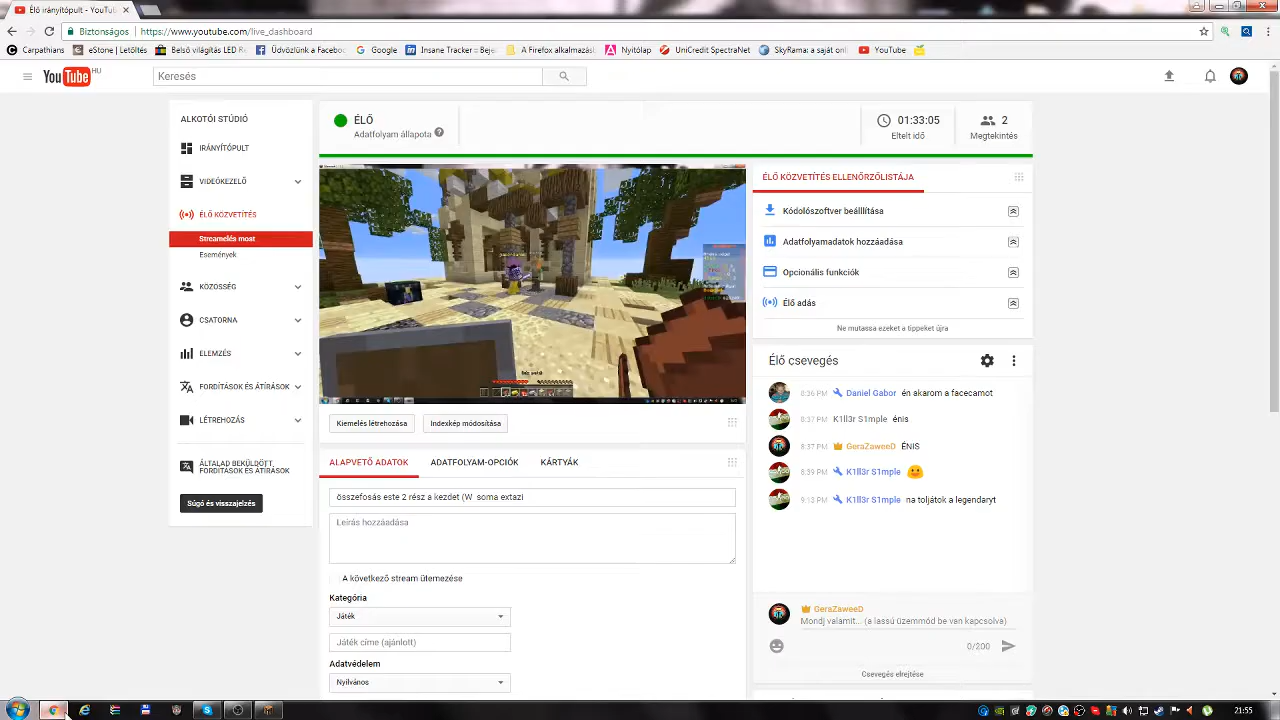 Élő irányítópult - YouTub
Biztonságos
https://www.youtube.com/live_dashboard
Carpathians
eStone | Letöltés
Belső világítás LED R
Üdvözlünk a Faceboo
Google
Insane Tracker = Beje
A Firefox alkalmazás
Nyitólap
UniCredit SpectraNet
SkyRama: a saját onl
YouTube
YouTube HU
Keresés
ALKOTÓI STÚDIÓ
IRÁNYÍTÓPULT
VIDEÓKEZELŐ
ÉLŐ KÖZVETÍTÉS
Streamelés most
Események
KÖZÖSSÉG
CSATORNA
ELEMZÉS
FORDÍTÁSOK ÉS ÁTÍRÁSOK
LÉTREHOZÁS
ÁLTALAD BEKÜLDÖTT
FORDÍTÁSOK ÉS ÁTÍRÁSOK
Súgó és visszajelzés
ÉLŐ
Adatfolyam állapota ?
01:33:05
Eltelt idő
2
Megtekintés
Kiemelés létrehozása
Indexkép módosítása
ALAPVETŐ ADATOK
ADATFOLYAM-OPCIÓK
KÁRTYÁK
összefosás este 2 rész a kezdet (W soma extazi
Leírás hozzáadása
A következő stream ütemezése
Kategória
Játék
Játék címe (ajánlott)
Adatvédelem
Nyilvános
ÉLŐ KÖZVETÍTÉS ELLENŐRZŐLISTÁJA
Kódolószoftver beállítása
Adatfolyamadatok hozzáadása
Opcionális funkciók
Élő adás
Ne mutassa ezeket a tippeket újra
Élő csevegés
8:36 PM Daniel Gabor én akarom a facecamot
8:37 PM K1ll3r S1mple énis
8:37 PM GeraZaweeD ÉNIS
8:39 PM K1ll3r S1mple
9:13 PM K1ll3r S1mple na toljátok a legendaryt
GeraZaweeD
Mondj valamit... (a lassú üzemmód be van kapcsolva)
0/200
Csevegés elrejtése
21:55